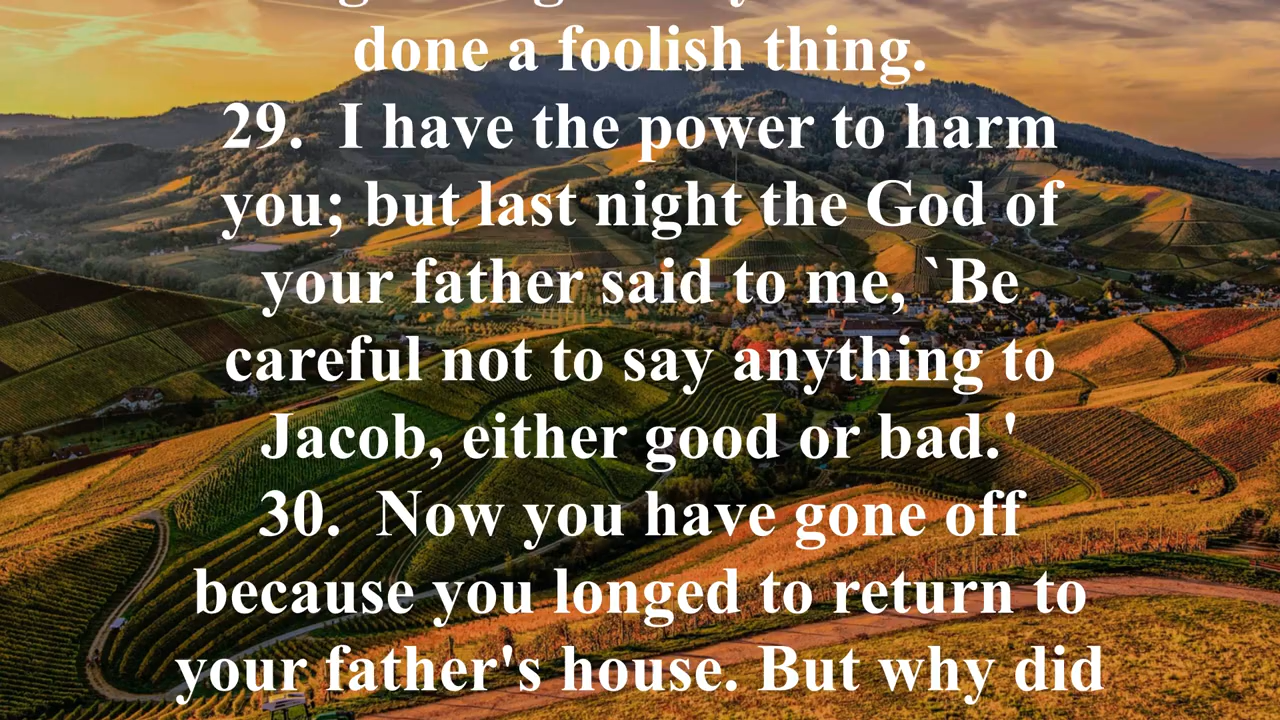 done a foolish thing.
29.  I have the power to harm
you; but last night the God of
your father said to me, `Be
careful not to say anything to
Jacob, either good or bad.'
30.  Now you have gone off
because you longed to return to
your father's house. But why did